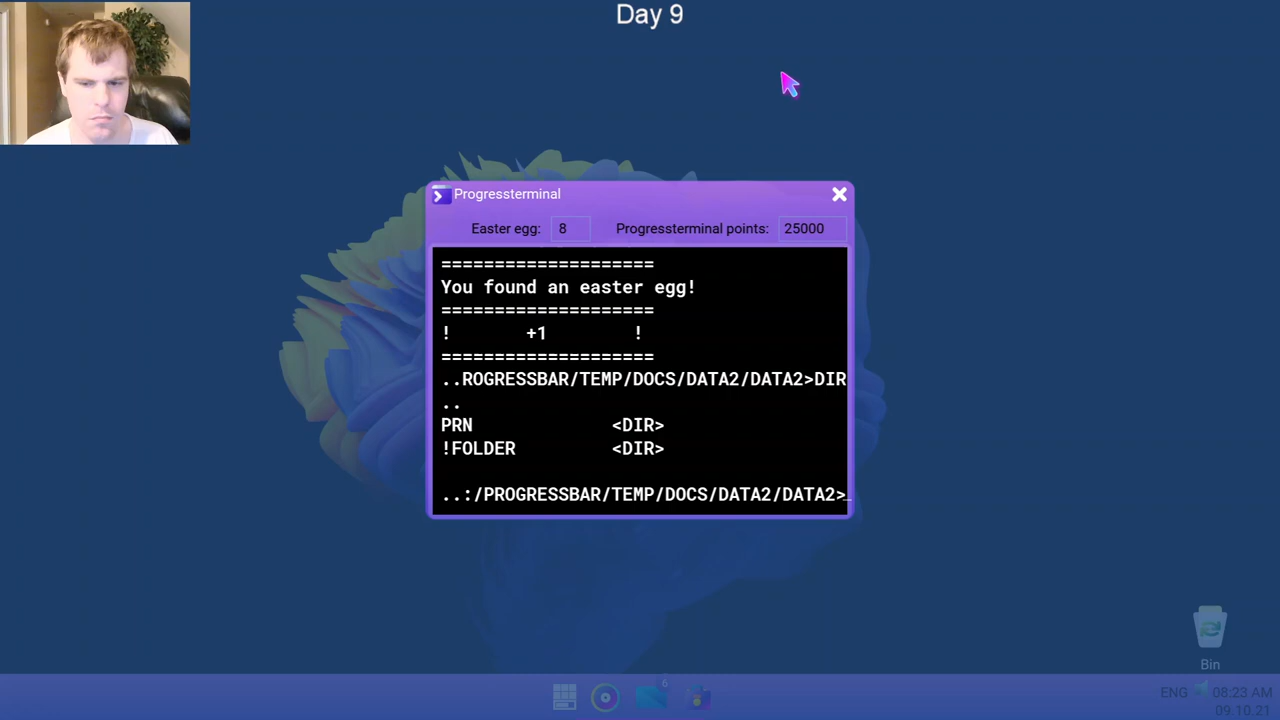 Day 9
Progressterminal
Easter egg: 8 Progressterminal points: 25000
====================
You found an easter egg!
====================
! +1 !
====================
..ROGRESSBAR/TEMP/DOCS/DATA2/DATA2>DIR
..
PRN <DIR>
!FOLDER <DIR>
..:/PROGRESSBAR/TEMP/DOCS/DATA2/DATA2>_
Bin
6
ENG 08:23 AM
09.10.21